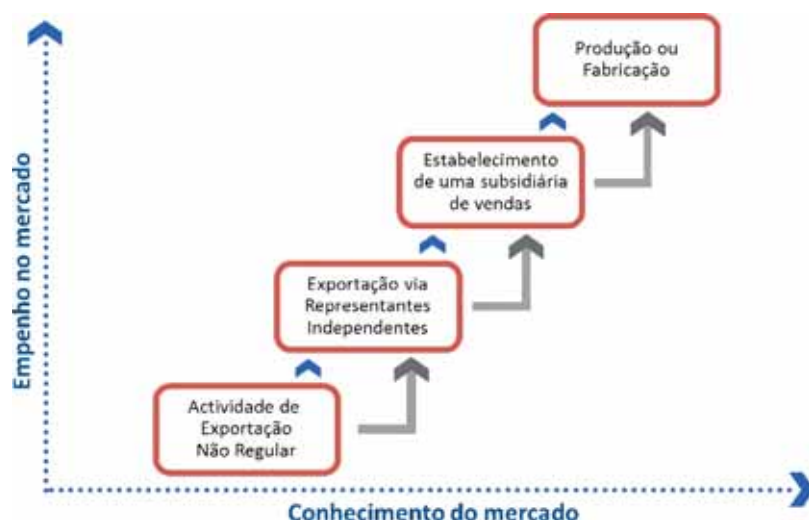 Produção ou
Fabricação
Estabelecimento
de uma subsidiária
de vendas
Exportação via
Representantes
Independentes
Actividade de
Exportação
Não Regular
Empenho no mercado
Conhecimento do mercado